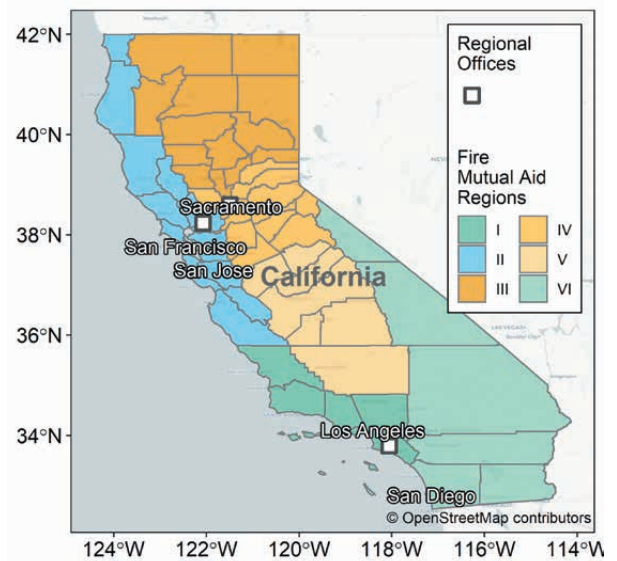 42°N
40°N
38°N
36°N
34°N
124°W 122°W 120°W 118°W 116°W 114°W
Sacramento
San Francisco
San Jose
California
Los Angeles
San Diego
© OpenStreetMap contributors
Regional
Offices
Fire
Mutual Aid
Regions
I IV
II V
III VI